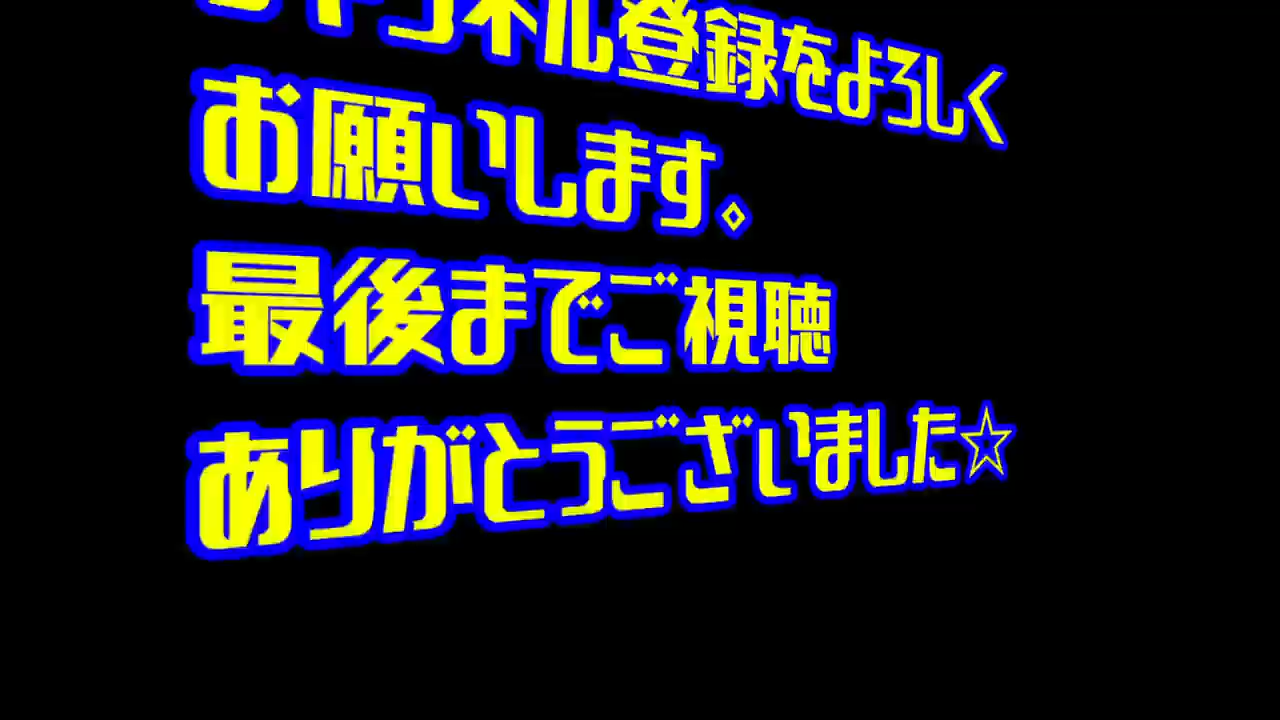 チャンネル登録をよろしく
お願いします。
最後までご視聴
ありがとうございました☆